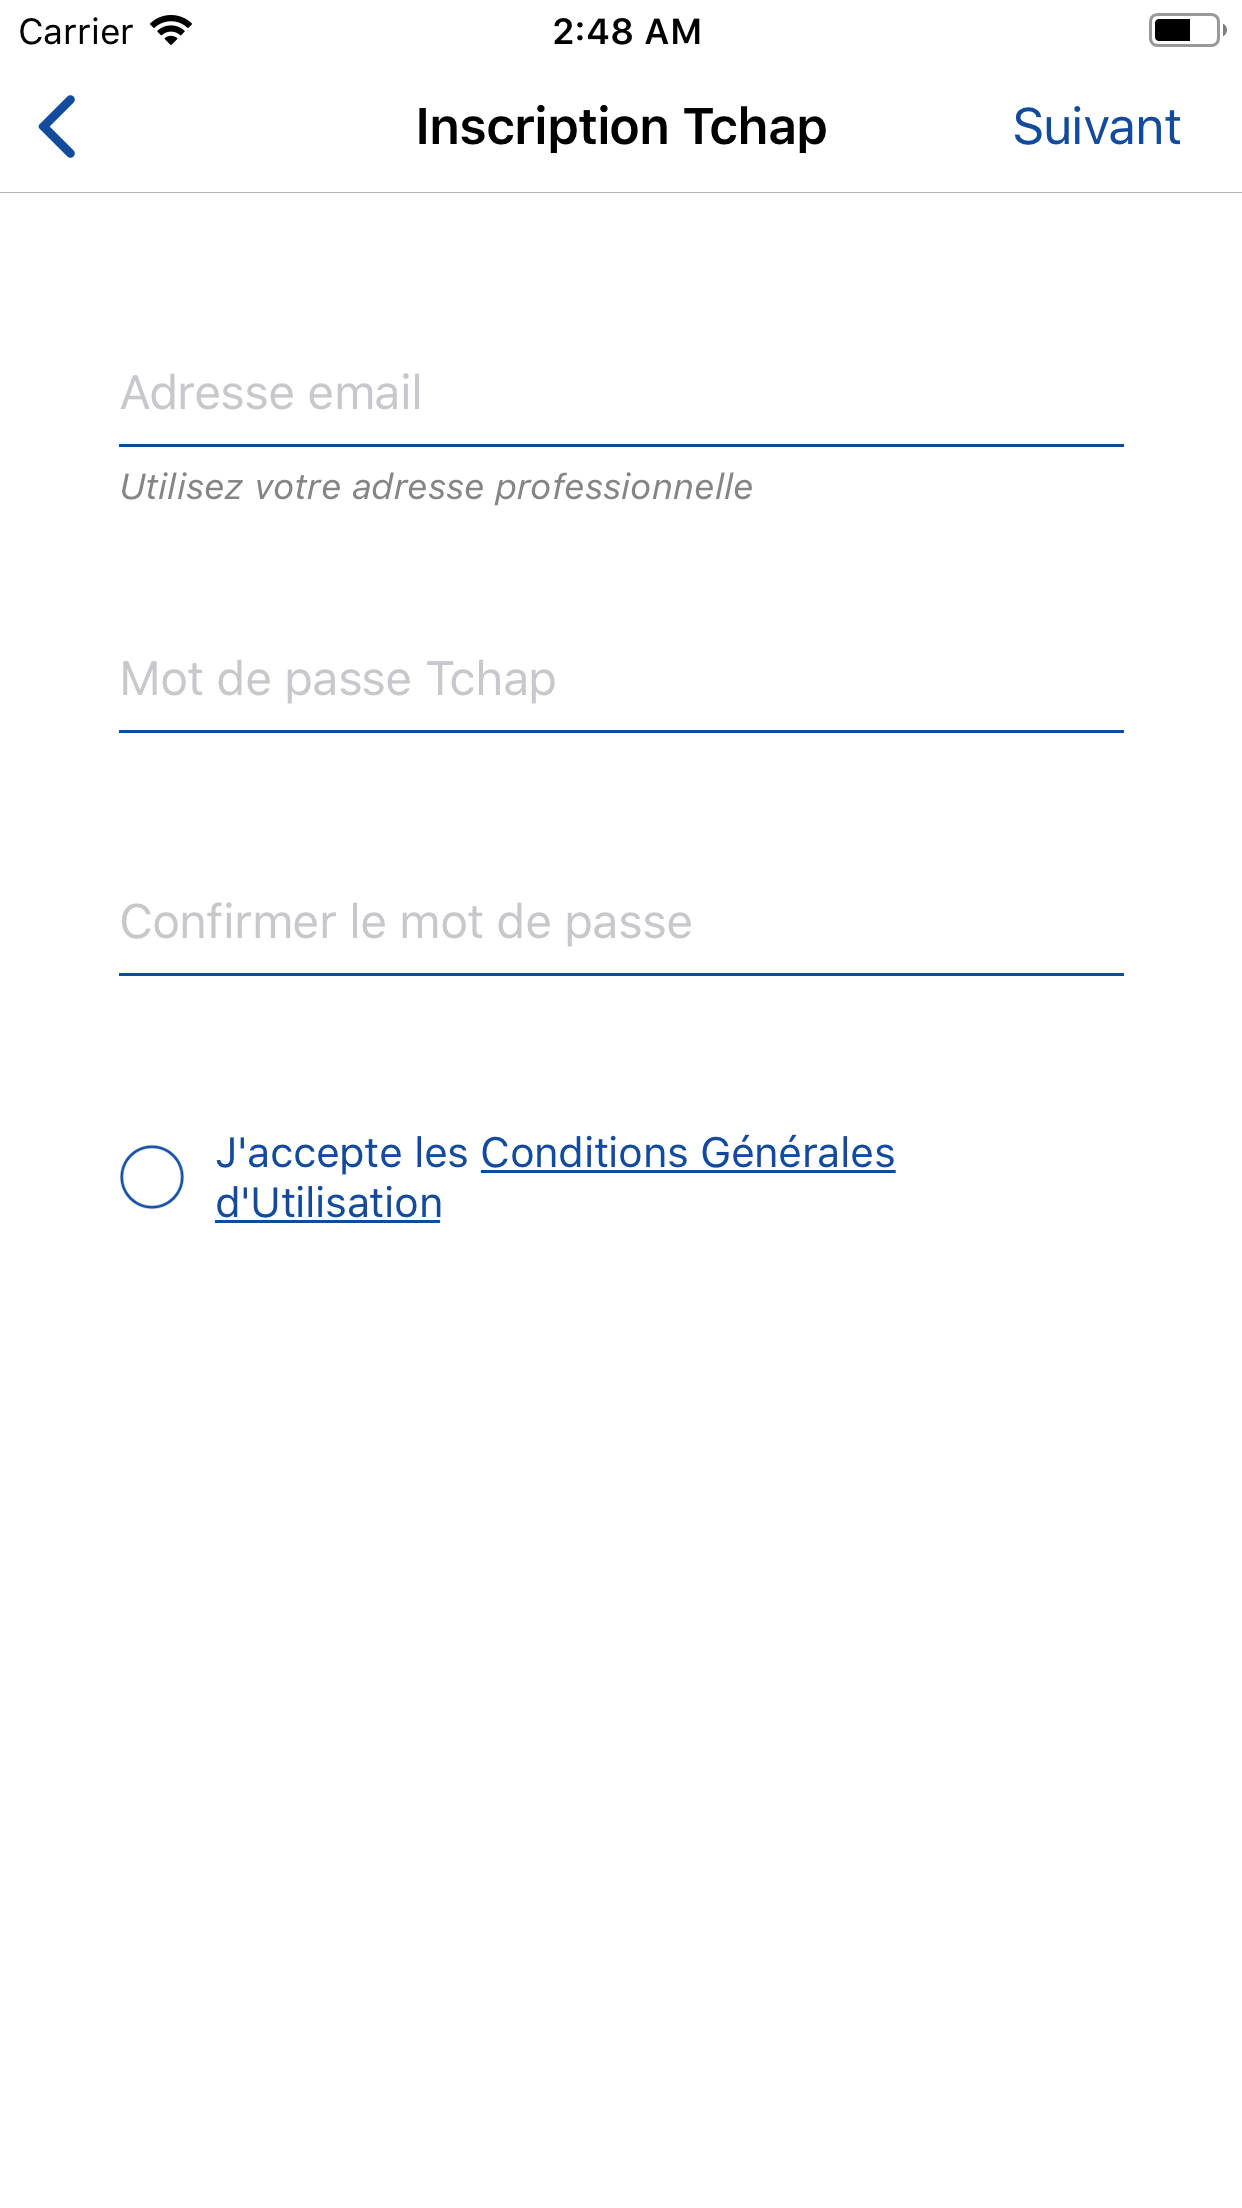 Carrier 2:48 AM
Inscription Tchap Suivant
Adresse email
Utilisez votre adresse professionnelle
Mot de passe Tchap
Confirmer le mot de passe
J'accepte les Conditions Générales
d'Utilisation